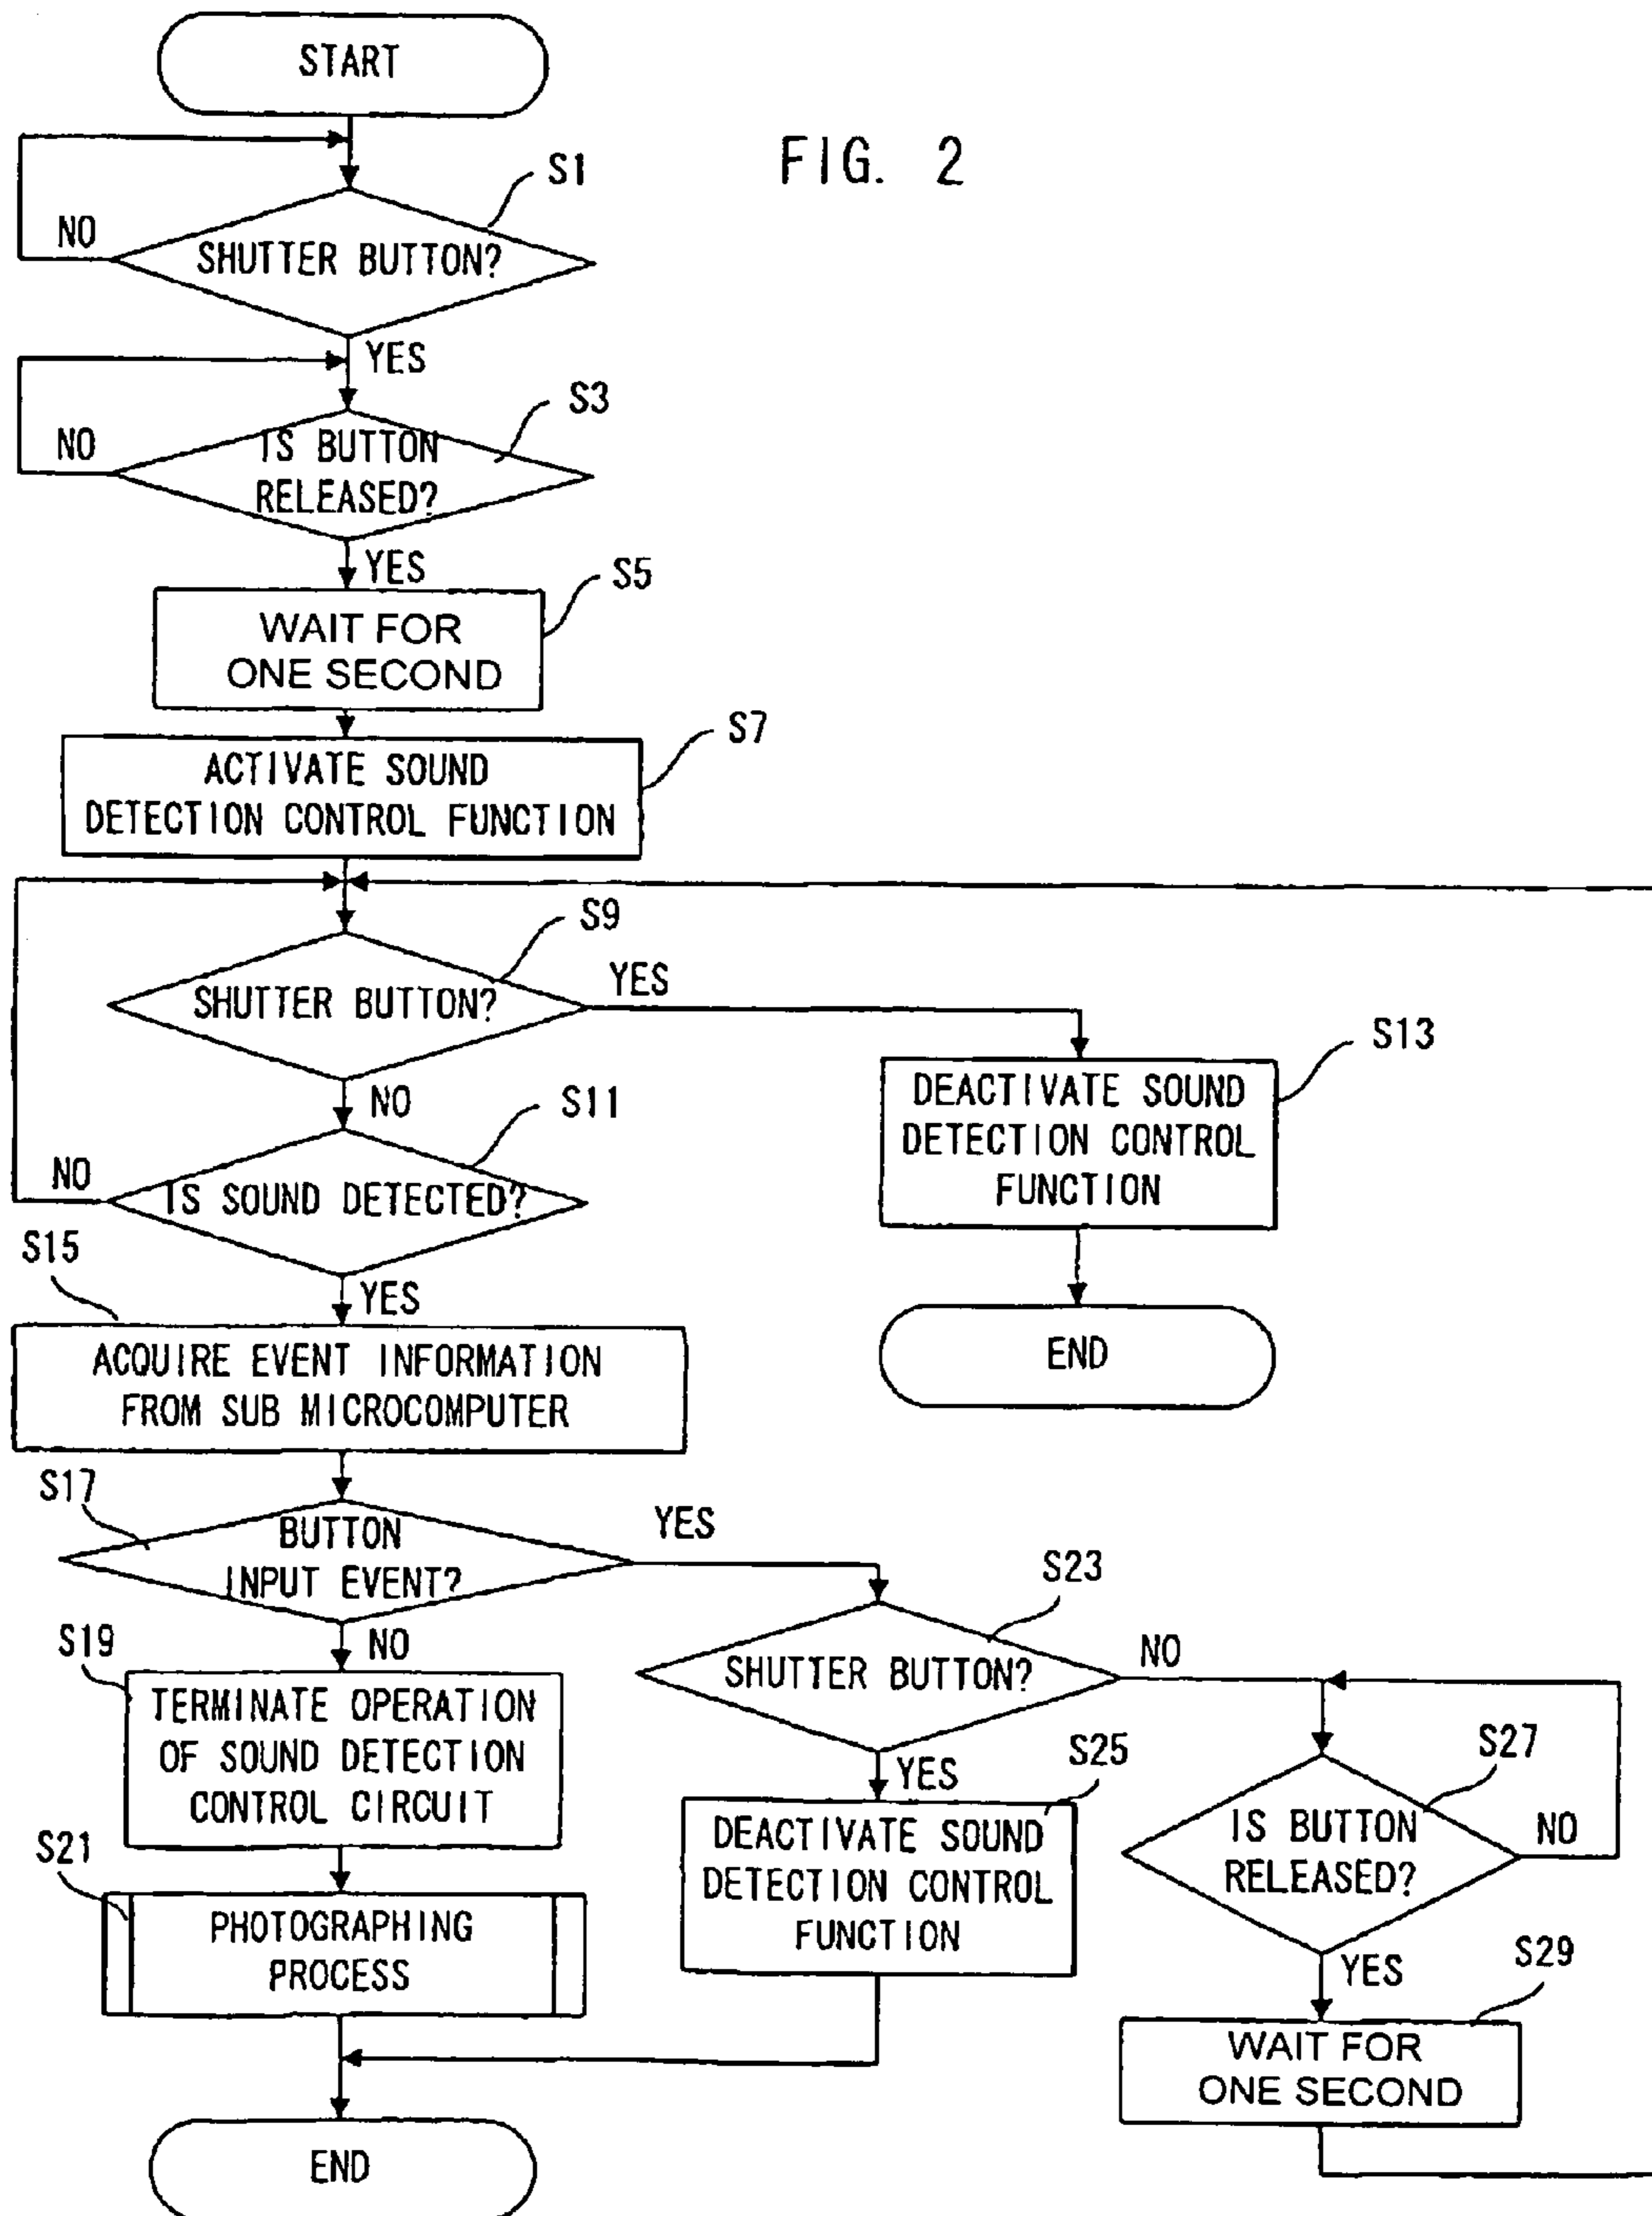 START
FIG. 2
S1
NO
SHUTTER BUTTON?
YES
S3
NO
IS BUTTON
RELEASED?
YES
S5
WAIT FOR
ONE SECOND
S7
ACTIVATE SOUND
DETECTION CONTROL FUNCTION
S9
YES
SHUTTER BUTTON?
S13
DEACTIVATE SOUND
DETECTION CONTROL
FUNCTION
NO
S11
NO
IS SOUND DETECTED?
S15
YES
END
ACQUIRE EVENT INFORMATION
FROM SUB MICROCOMPUTER
S17
BUTTON
INPUT EVENT?
YES
S23
NO
S19
SHUTTER BUTTON?
NO
TERMINATE OPERATION
OF SOUND DETECTION
CONTROL CIRCUIT
YES
S25
S27
DEACTIVATE SOUND
DETECTION CONTROL
FUNCTION
IS BUTTON
RELEASED?
NO
S21
PHOTOGRAPHING
PROCESS
YES
S29
WAIT FOR
ONE SECOND
END